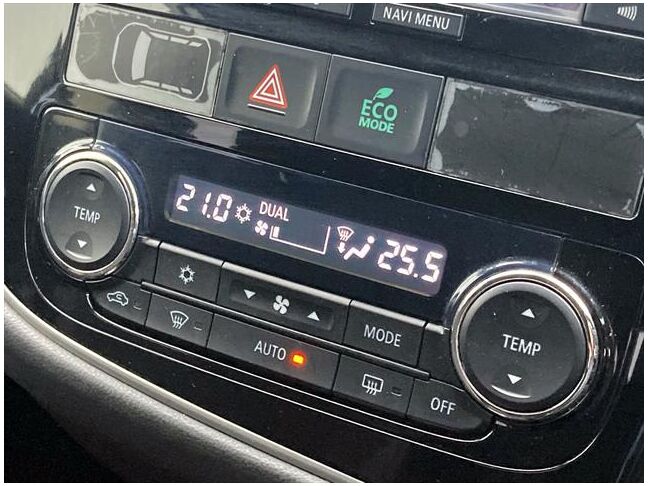 NAVI MENU
ECO
MODE
21.0 DUAL 25.5
TEMP
TEMP
MODE
AUTO
OFF